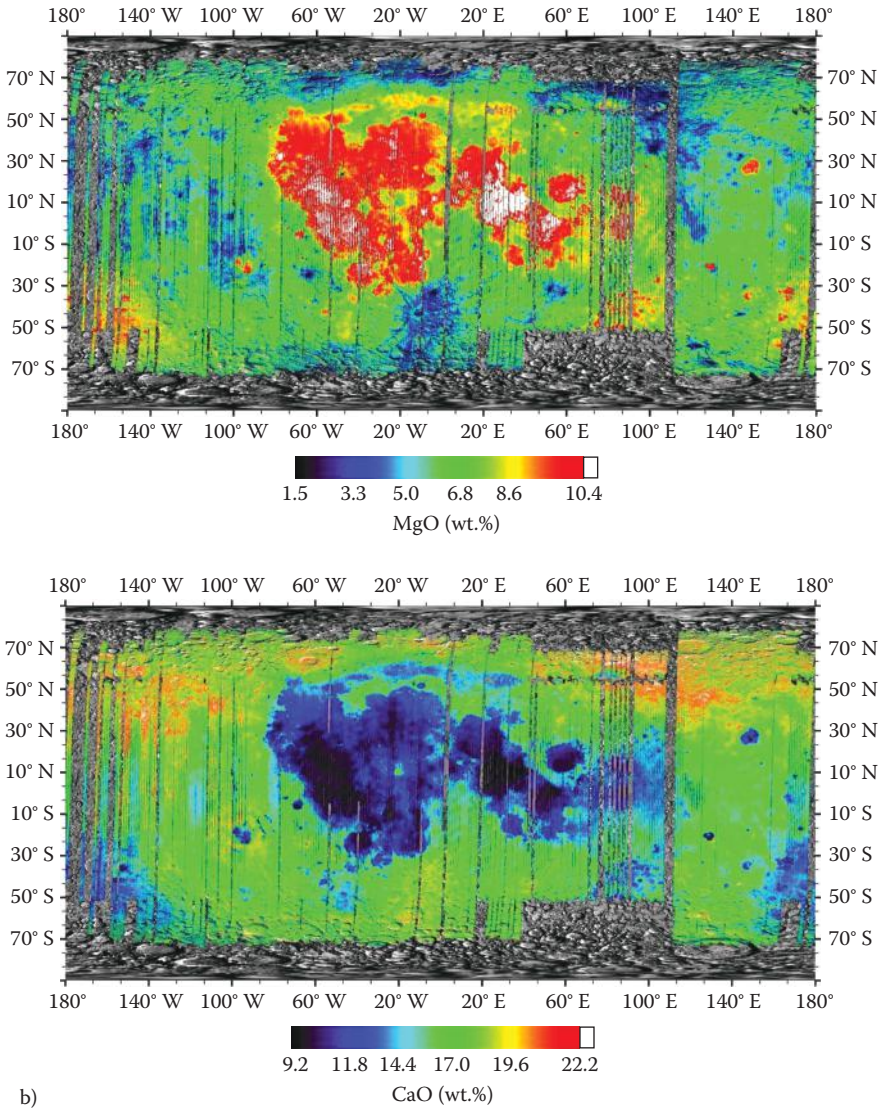 180° 140° W 100° W 60° W 20° W 20 E 60° E 100° E 140° E 180°
70° N 70° N
50° N 50° N
30° N 30° N
10° N 10° N
10° S 10° S
30° S 30° S
50° S 50° S
70° S 70° S
180° 140° W 100° W 60° W 20° W 20 E 60° E 100° E 140° E 180°
1.5 3.3 5.0 6.8 8.6 10.4
MgO (wt.%)
180° 140° W 100° W 60° W 20° W 20 E 60° E 100° E 140° E 180°
70° N 70° N
50° N 50° N
30° N 30° N
10° N 10° N
10° S 10° S
30° S 30° S
50° S 50° S
70° S 70° S
180° 140° W 100° W 60° W 20° W 20 E 60° E 100° E 140° E 180°
9.2 11.8 14.4 17.0 19.6 22.2
b) CaO (wt.%)